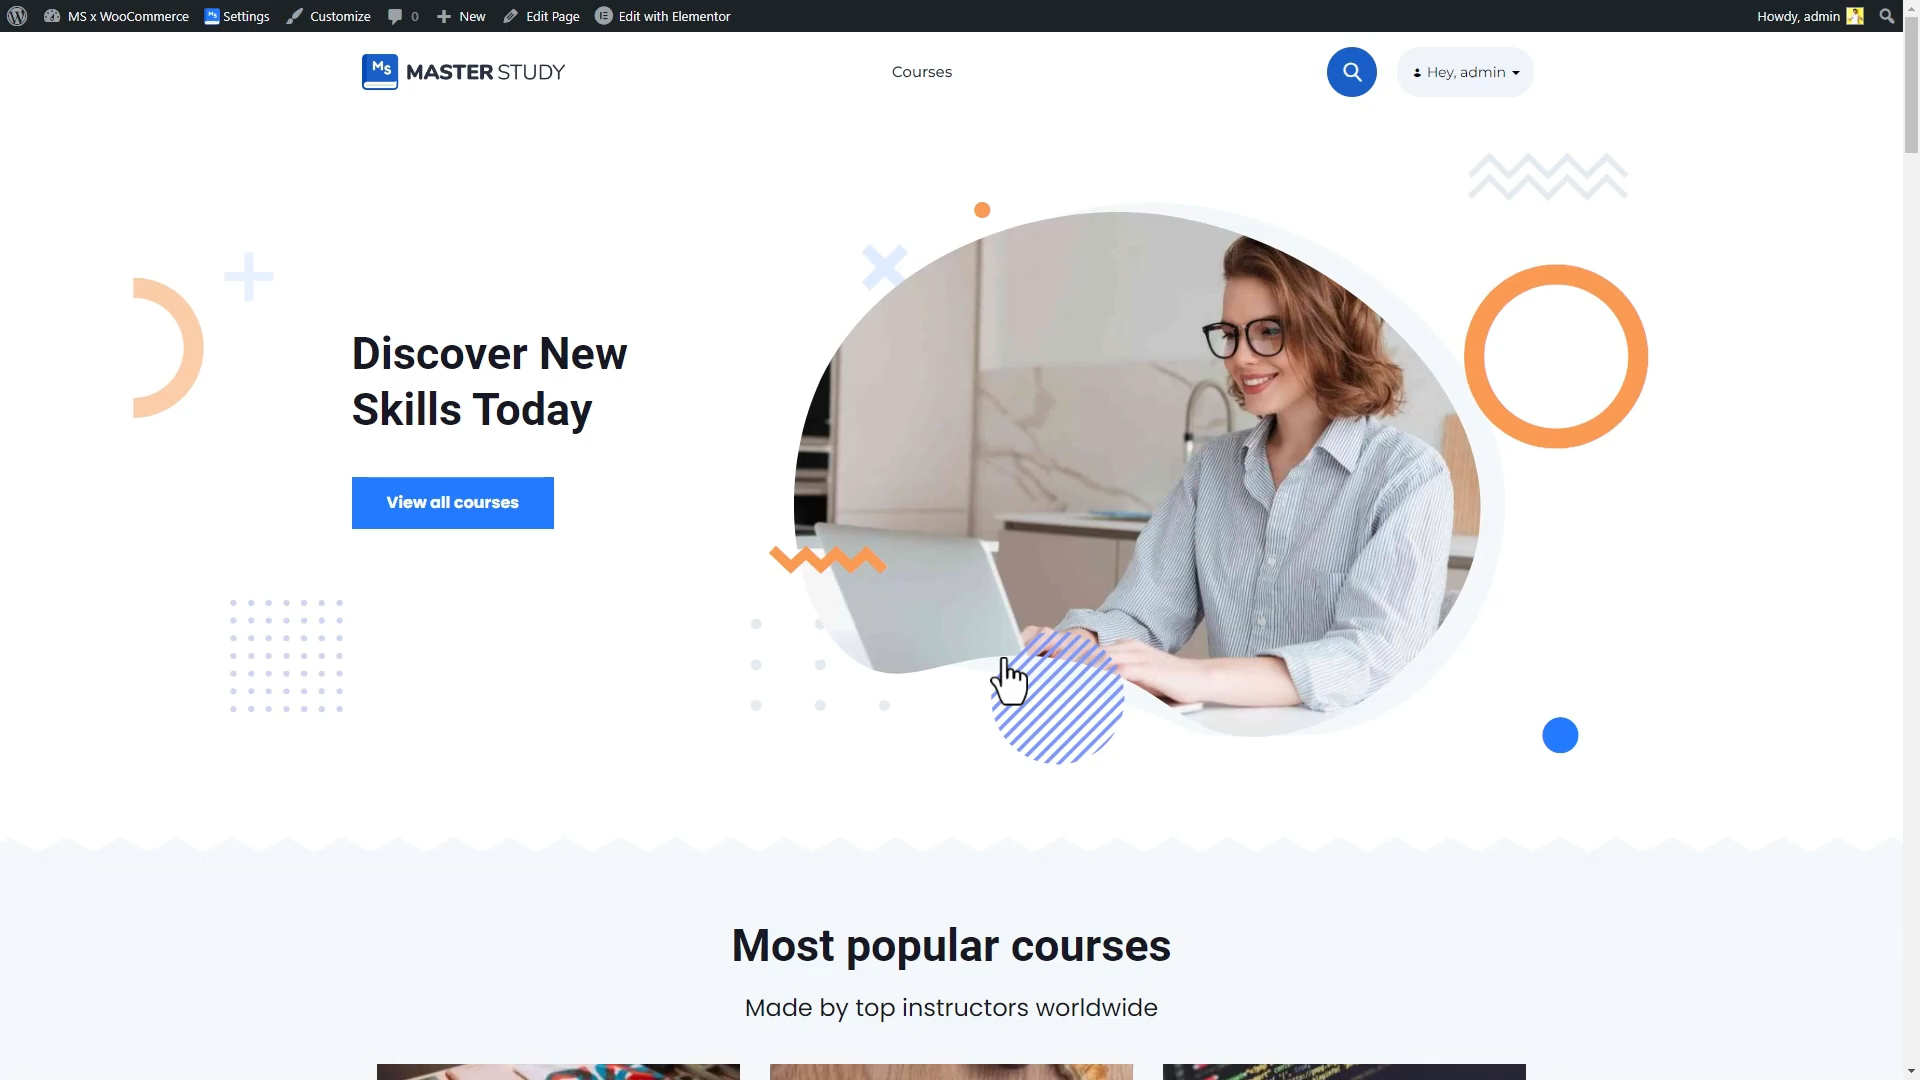 MS x WooCommerce Settings Customize 0 New Edit Page Edit with Elementor Howdy, admin
MS MASTER STUDY Courses Hey, admin
Discover New
Skills Today
View all courses
Most popular courses
Made by top instructors worldwide